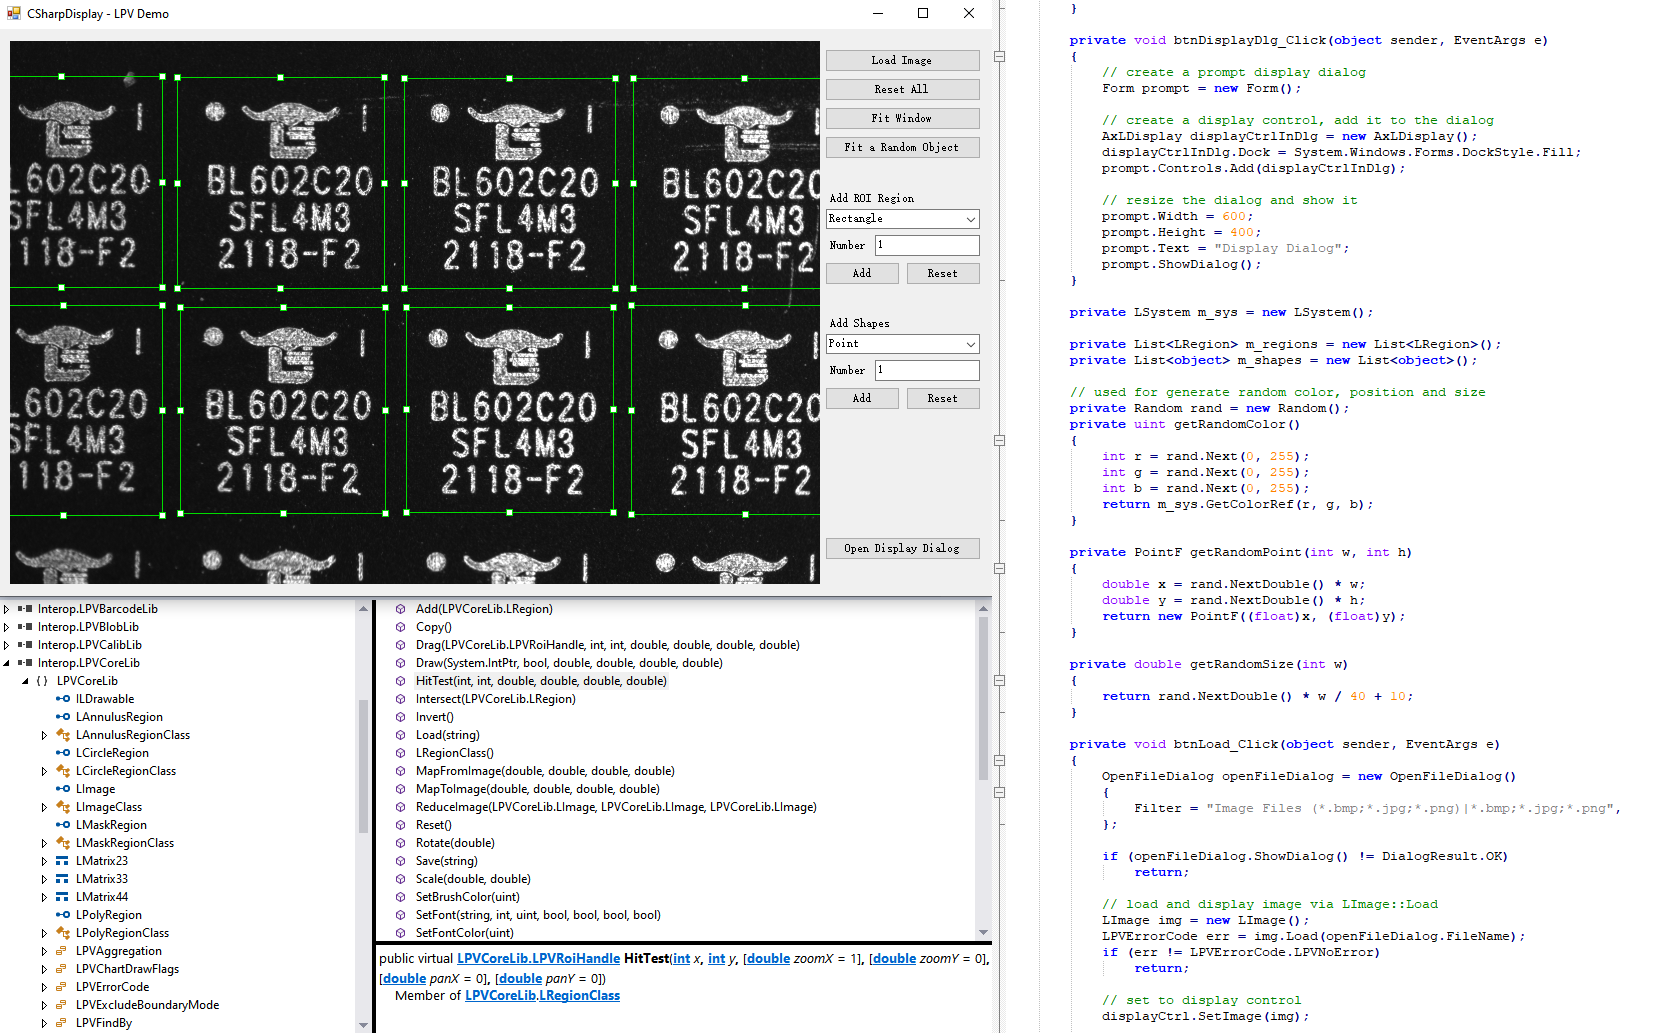 CSharpDisplay - LPV Demo
BL602C20
SFL4M3
2118-F2
BL602C20
SFL4M3
2118-F2
BL602C20
SFL4M3
2118-F2
BL602C20
SFL4M3
2118-F2
BL602C20
SFL4M3
2118-F2
BL602C20
SFL4M3
2118-F2
BL602C20
SFL4M3
2118-F2
BL602C20
SFL4M3
2118-F2
Load Image
Reset All
Fit Window
Fit a Random Object
Add ROI Region
Rectangle
Number 1
Add Reset
Add Shapes
Point
Number 1
Add Reset
Open Display Dialog
Interop.LPVBarcodeLib
Interop.LPVBlobLib
Interop.LPVCalibLib
Interop.LPVCoreLib
{} LPVCoreLib
ILDrawable
LAnnulusRegion
LAnnulusRegionClass
LCircleRegion
LCircleRegionClass
LImage
LImageClass
LMaskRegion
LMaskRegionClass
LMatrix23
LMatrix33
LMatrix44
LPolyRegion
LPolyRegionClass
LPVAggregation
LPVChartDrawFlags
LPVErrorCode
LPVExcludeBoundaryMode
LPVFindBy
Add(LPVCoreLib.LRegion)
Copy()
Drag(LPVCoreLib.LPVRoiHandle, int, int, double, double, double, double)
Draw(System.IntPtr, bool, double, double, double, double)
HitTest(int, int, double, double, double, double)
Intersect(LPVCoreLib.LRegion)
Invert()
Load(string)
LRegionClass()
MapFromImage(double, double, double, double)
MapToImage(double, double, double, double)
ReduceImage(LPVCoreLib.LImage, LPVCoreLib.LImage, LPVCoreLib.LImage)
Reset()
Rotate(double)
Save(string)
Scale(double, double)
SetBrushColor(uint)
SetFont(string, int, uint, bool, bool, bool, bool)
SetFontColor(uint)
public virtual LPVCoreLib.LPVRoiHandle HitTest(int x, int y, [double zoomX = 1], [double zoomY = 0],
[double panX = 0], [double panY = 0])
Member of LPVCoreLib.LRegionClass
}
private void btnDisplayDlg_Click(object sender, EventArgs e)
{
// create a prompt display dialog
Form prompt = new Form();
// create a display control, add it to the dialog
AxLDisplay displayCtrlInDlg = new AxLDisplay();
displayCtrlInDlg.Dock = System.Windows.Forms.DockStyle.Fill;
prompt.Controls.Add(displayCtrlInDlg);
// resize the dialog and show it
prompt.Width = 600;
prompt.Height = 400;
prompt.Text = "Display Dialog";
prompt.ShowDialog();
}
private LSystem m_sys = new LSystem();
private List<LRegion> m_regions = new List<LRegion>();
private List<object> m_shapes = new List<object>();
// used for generate random color, position and size
private Random rand = new Random();
private uint getRandomColor()
{
int r = rand.Next(0, 255);
int g = rand.Next(0, 255);
int b = rand.Next(0, 255);
return m_sys.GetColorRef(r, g, b);
}
private PointF getRandomPoint(int w, int h)
{
double x = rand.NextDouble() * w;
double y = rand.NextDouble() * h;
return new PointF((float)x, (float)y);
}
private double getRandomSize(int w)
{
return rand.NextDouble() * w / 40 + 10;
}
private void btnLoad_Click(object sender, EventArgs e)
{
OpenFileDialog openFileDialog = new OpenFileDialog()
{
Filter = "Image Files (*.bmp;*.jpg;*.png)|*.bmp;*.jpg;*.png",
};
if (openFileDialog.ShowDialog() != DialogResult.OK)
return;
// load and display image via LImage::Load
LImage img = new LImage();
LPVErrorCode err = img.Load(openFileDialog.FileName);
if (err != LPVErrorCode.LPVNoError)
return;
// set to display control
displayCtrl.SetImage(img);